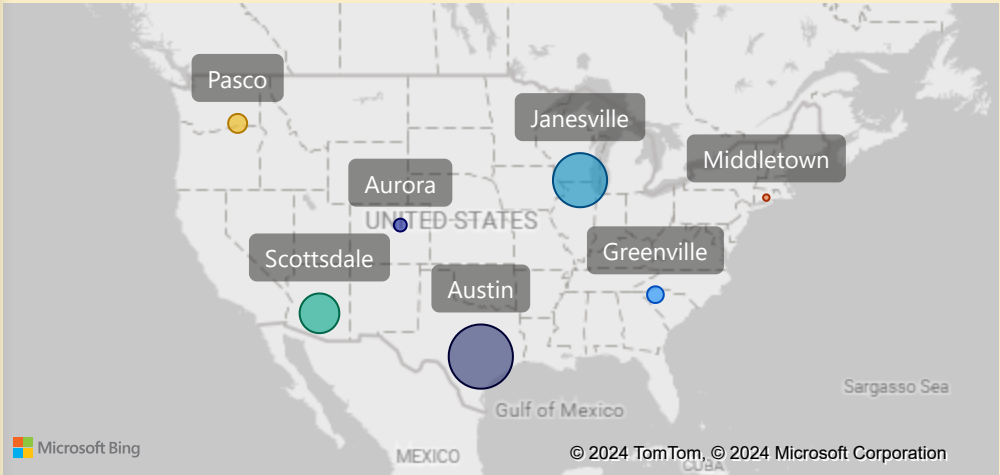 Pasco
Janesville
Middletown
Aurora
UNITED STATES
Scottsdale
Greenville
Austin
Sargasso Sea
Gulf of Mexico
Microsoft Bing
MEXICO
© 2024 TomTom, © 2024 Microsoft Corporation
CUBA